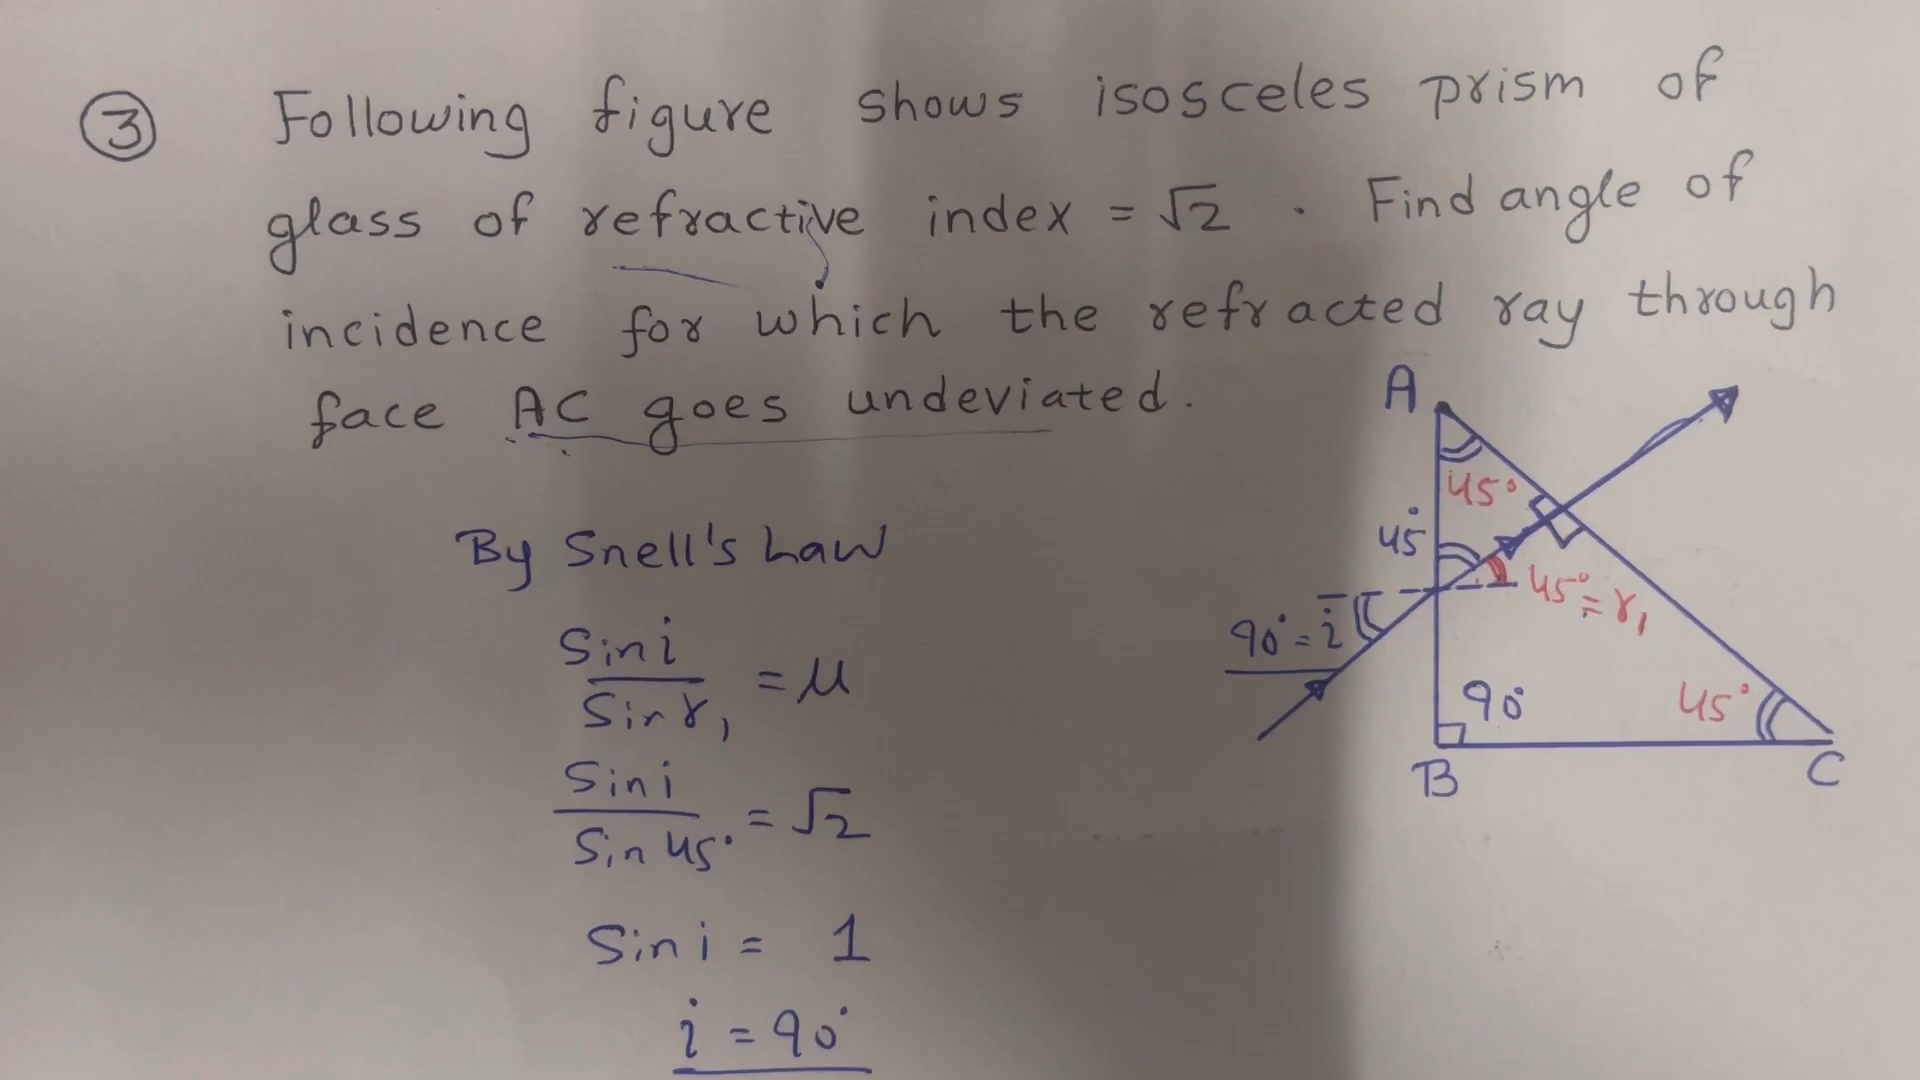 ③ Following figure shows isosceles prism of
glass of refractive index = √2 . Find angle of
incidence for which the refracted ray through
face AC goes undeviated.
By Snell's Law
Sin i / Sin r₁ = μ
Sin i / Sin 45° = √2
Sin i = 1
i = 90°
A
45°
45°
45° = r₁
90° = i
90°
45°
B
C